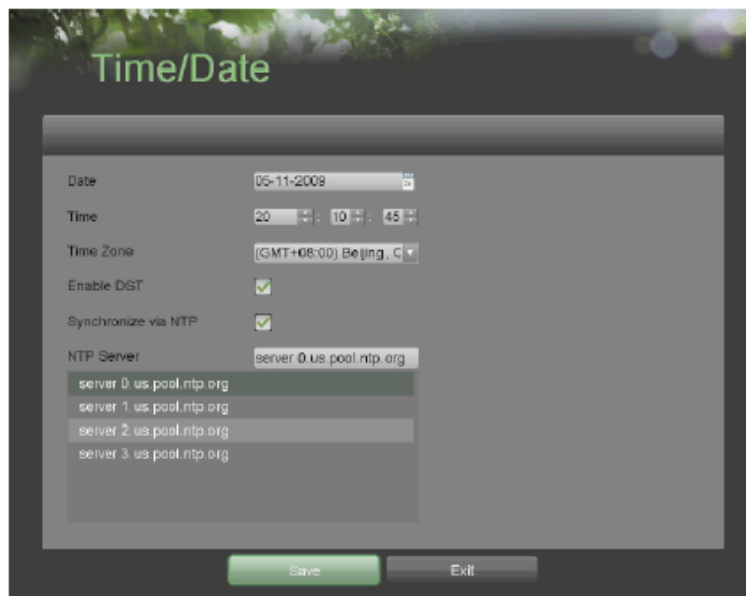 Time/Date
Date 05-11-2009
Time 20 : 10 : 45
Time Zone (GMT+08:00) Beijing, C
Enable DST
Synchronize via NTP
NTP Server server 0.us.pool.ntp.org
server 0.us.pool.ntp.org
server 1.us.pool.ntp.org
server 2.us.pool.ntp.org
server 3.us.pool.ntp.org
Save Exit